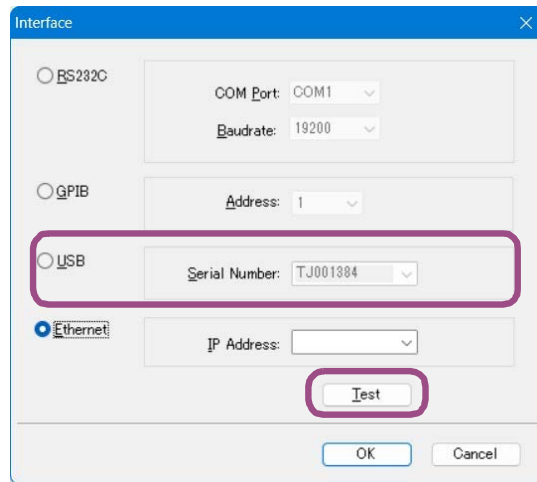 Interface
RS232C
COM Port: COM1
Baudrate: 19200
GPIB
Address: 1
USB
Serial Number: TJ001384
Ethernet
IP Address:
Test
OK Cancel